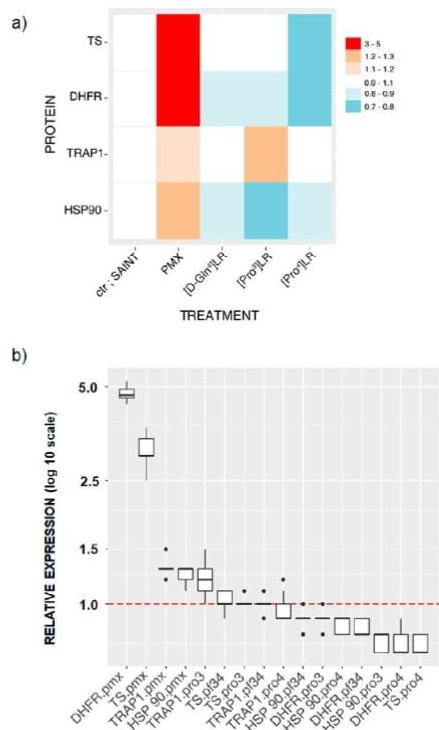 a)
PROTEIN
TS
DHFR
TRAP1
HSP90
3 - 5
1.2 - 1.3
1.1 - 1.2
0.9 - 1.1
0.8 - 0.9
0.7 - 0.8
ctr ; SAINT
PMX
[D-Gln⁴]LR
[Pro³]LR
[Pro⁴]LR
TREATMENT
b)
RELATIVE EXPRESSION (log 10 scale)
5.0
2.5
1.5
1.0
DHFR.pmx
TS.pmx
TRAP1.pmx
HSP 90.pmx
TRAP1.pro3
TS.pf34
TS.pro3
TRAP1.pf34
TRAP1.pro4
HSP 90.pf34
DHFR.pro3
HSP 90.pro4
DHFR.pf34
HSP 90.pro3
DHFR.pro4
TS.pro4